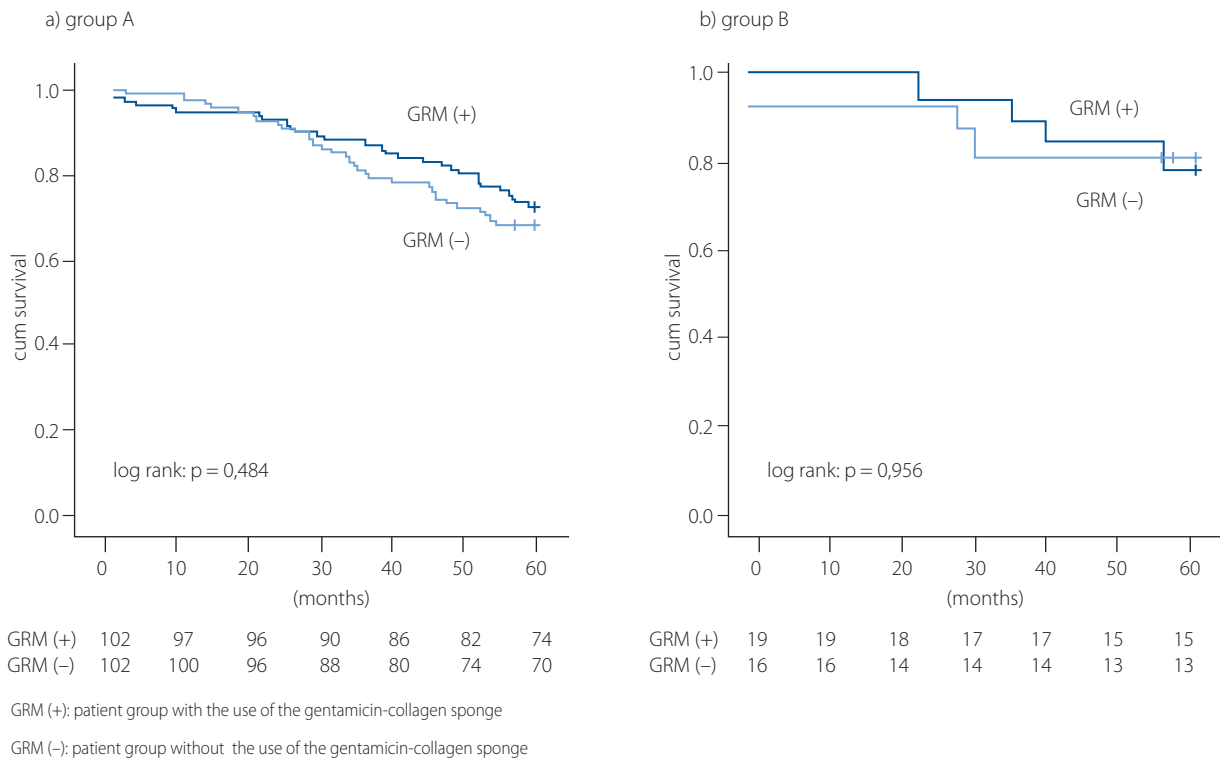 a) group A
cum survival
1.0
0.8
0.6
0.4
0.2
0.0
GRM (+)
GRM (–)
log rank: p = 0,484
0 10 20 30 40 50 60
(months)
GRM (+) 102 97 96 90 86 82 74
GRM (–) 102 100 96 88 80 74 70
b) group B
cum survival
1.0
0.8
0.6
0.4
0.2
0.0
GRM (+)
GRM (–)
log rank: p = 0,956
0 10 20 30 40 50 60
(months)
GRM (+) 19 19 18 17 17 15 15
GRM (–) 16 16 14 14 14 13 13
GRM (+): patient group with the use of the gentamicin-collagen sponge
GRM (–): patient group without the use of the gentamicin-collagen sponge